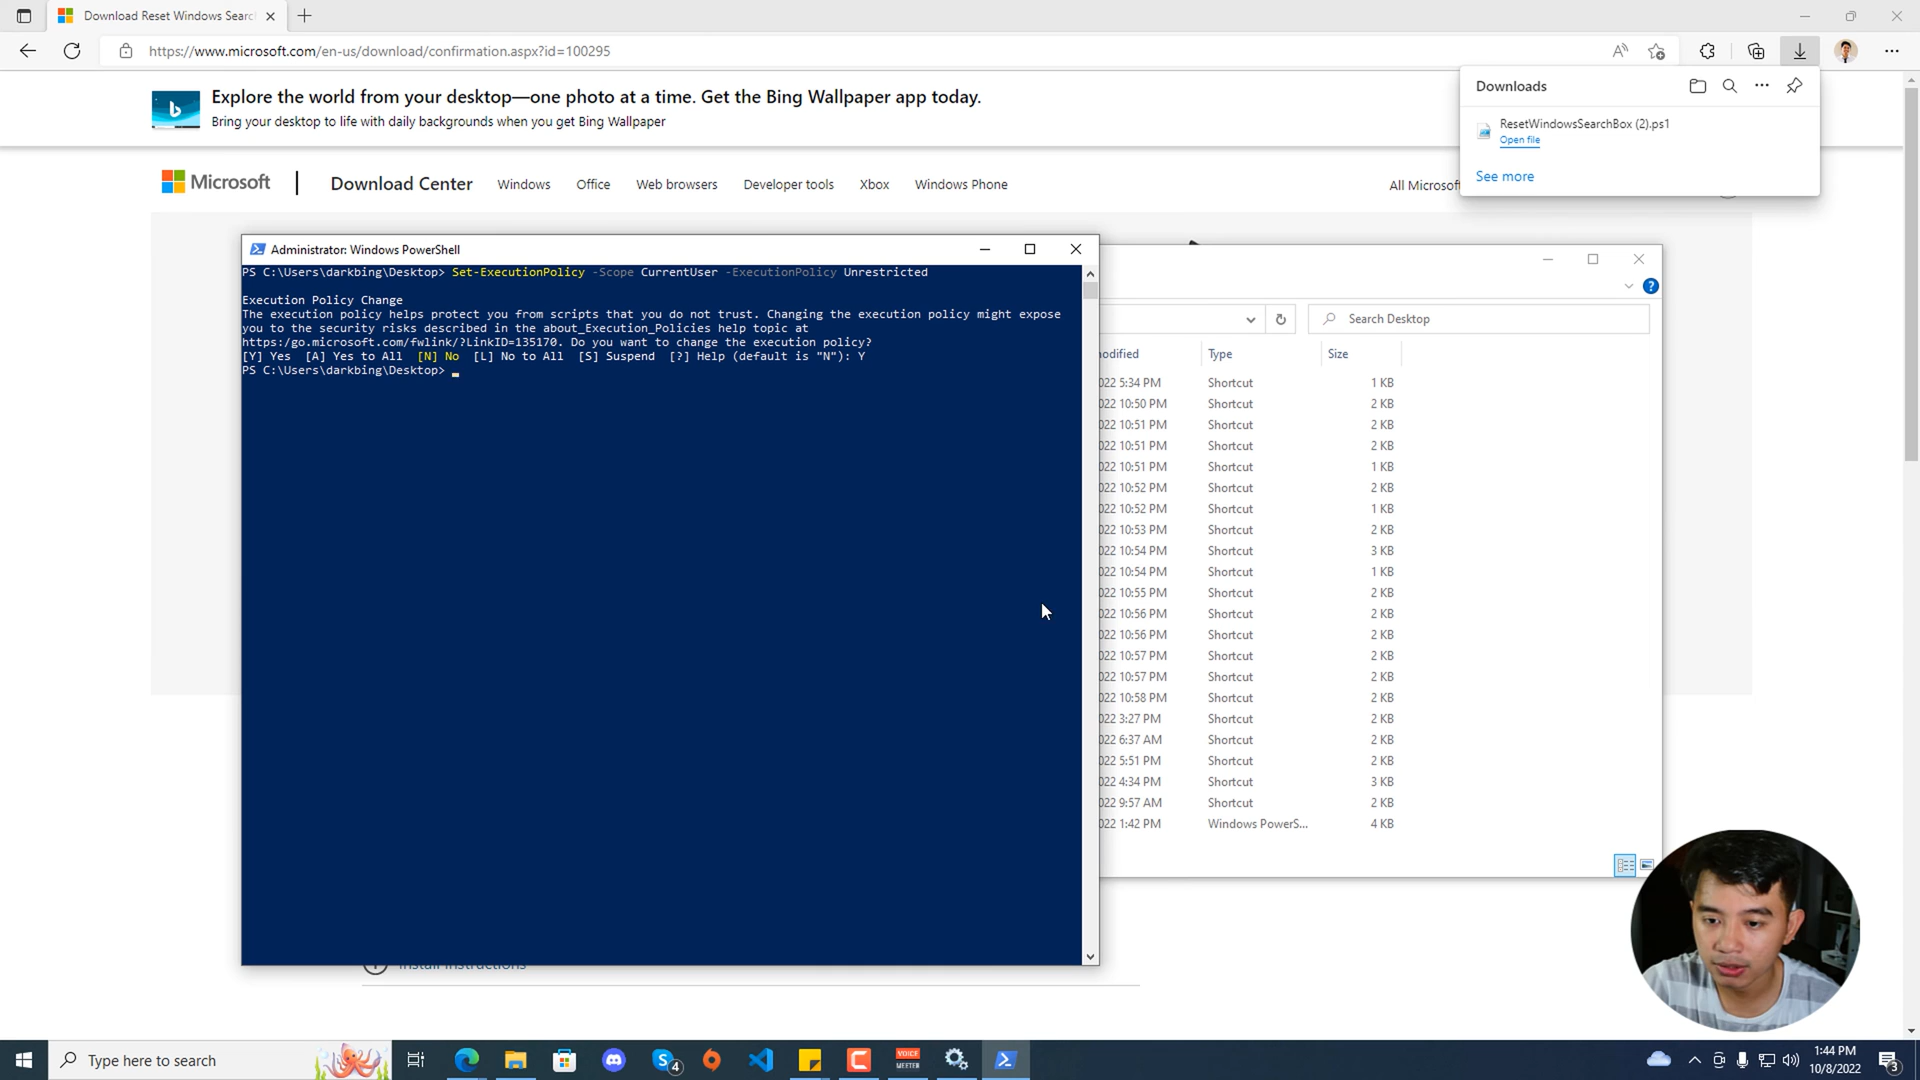 Download Reset Windows Searc
https://www.microsoft.com/en-us/download/confirmation.aspx?id=100295
Explore the world from your desktop—one photo at a time. Get the Bing Wallpaper app today.
Bring your desktop to life with daily backgrounds when you get Bing Wallpaper
Downloads
ResetWindowsSearchBox (2).ps1
Open file
See more
Microsoft
Download Center
Windows
Office
Web browsers
Developer tools
Xbox
Windows Phone
All Microsoft
Administrator: Windows PowerShell
PS C:\Users\darkbing\Desktop> Set-ExecutionPolicy -Scope CurrentUser -ExecutionPolicy Unrestricted
Execution Policy Change
The execution policy helps protect you from scripts that you do not trust. Changing the execution policy might expose
you to the security risks described in the about_Execution_Policies help topic at
https:/go.microsoft.com/fwlink/?LinkID=135170. Do you want to change the execution policy?
[Y] Yes  [A] Yes to All  [N] No  [L] No to All  [S] Suspend  [?] Help (default is "N"): Y
PS C:\Users\darkbing\Desktop>
Search Desktop
modified Type Size
022 5:34 PM Shortcut 1 KB
022 10:50 PM Shortcut 2 KB
022 10:51 PM Shortcut 2 KB
022 10:51 PM Shortcut 2 KB
022 10:51 PM Shortcut 1 KB
022 10:52 PM Shortcut 2 KB
022 10:52 PM Shortcut 1 KB
022 10:53 PM Shortcut 2 KB
022 10:54 PM Shortcut 3 KB
022 10:54 PM Shortcut 1 KB
022 10:55 PM Shortcut 2 KB
022 10:56 PM Shortcut 2 KB
022 10:56 PM Shortcut 2 KB
022 10:57 PM Shortcut 2 KB
022 10:57 PM Shortcut 2 KB
022 10:58 PM Shortcut 2 KB
022 3:27 PM Shortcut 2 KB
022 6:37 AM Shortcut 2 KB
022 5:51 PM Shortcut 2 KB
022 4:34 PM Shortcut 3 KB
022 9:57 AM Shortcut 2 KB
022 1:42 PM Windows PowerS... 4 KB
Install Instructions
Type here to search
4
VOICE
MEETER
1:44 PM
10/8/2022
3